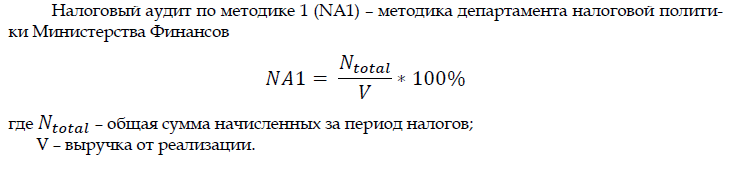 Налоговый аудит по методике 1 (NA1) – методика департамента налоговой полити-
ки Министерства Финансов
NA1 = N_total / V * 100%
где N_total – общая сумма начисленных за период налогов;
V – выручка от реализации.